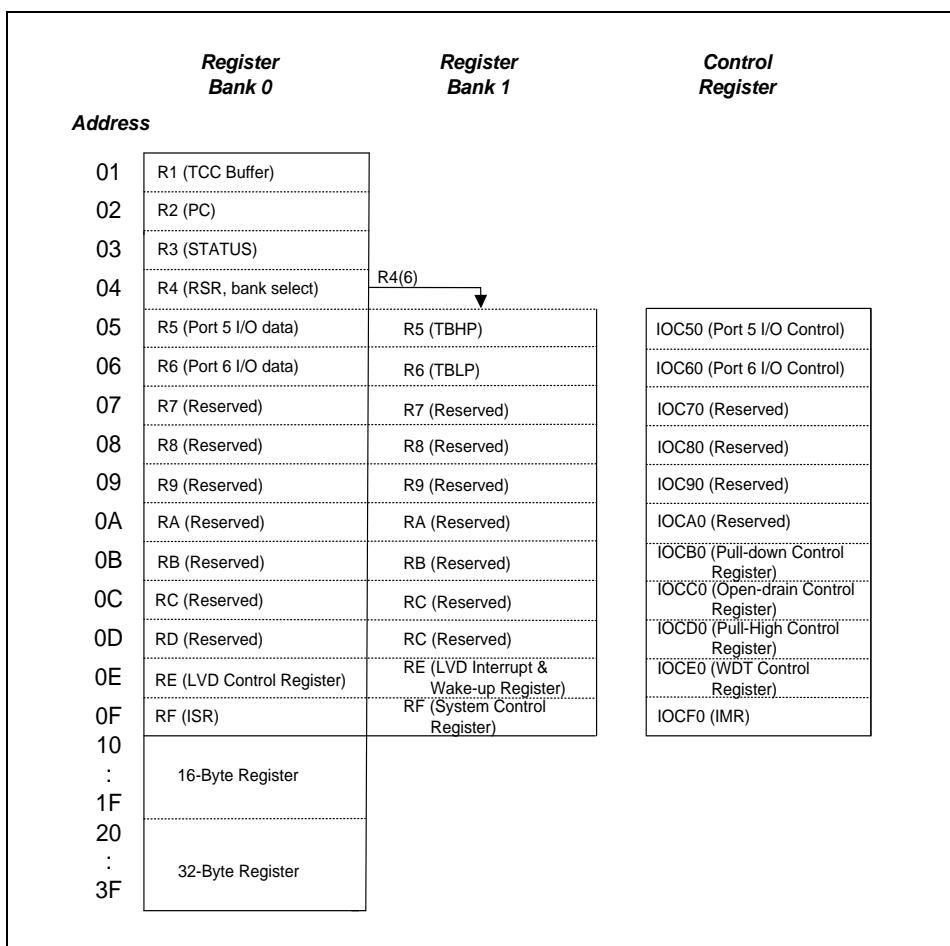 Register Register Control
Bank 0 Bank 1 Register
Address
01 R1 (TCC Buffer)
02 R2 (PC)
03 R3 (STATUS)
04 R4 (RSR, bank select) R4(6)
05 R5 (Port 5 I/O data) R5 (TBHP) IOC50 (Port 5 I/O Control)
06 R6 (Port 6 I/O data) R6 (TBLP) IOC60 (Port 6 I/O Control)
07 R7 (Reserved) R7 (Reserved) IOC70 (Reserved)
08 R8 (Reserved) R8 (Reserved) IOC80 (Reserved)
09 R9 (Reserved) R9 (Reserved) IOC90 (Reserved)
0A RA (Reserved) RA (Reserved) IOCA0 (Reserved)
0B RB (Reserved) RB (Reserved) IOCB0 (Pull-down Control
Register)
0C RC (Reserved) RC (Reserved) IOCC0 (Open-drain Control
Register)
0D RD (Reserved) RC (Reserved) IOCD0 (Pull-High Control
Register)
0E RE (LVD Control Register) RE (LVD Interrupt & IOCE0 (WDT Control
Wake-up Register) Register)
0F RF (ISR) RF (System Control IOCF0 (IMR)
Register)
10
: 16-Byte Register
1F
20
: 32-Byte Register
3F